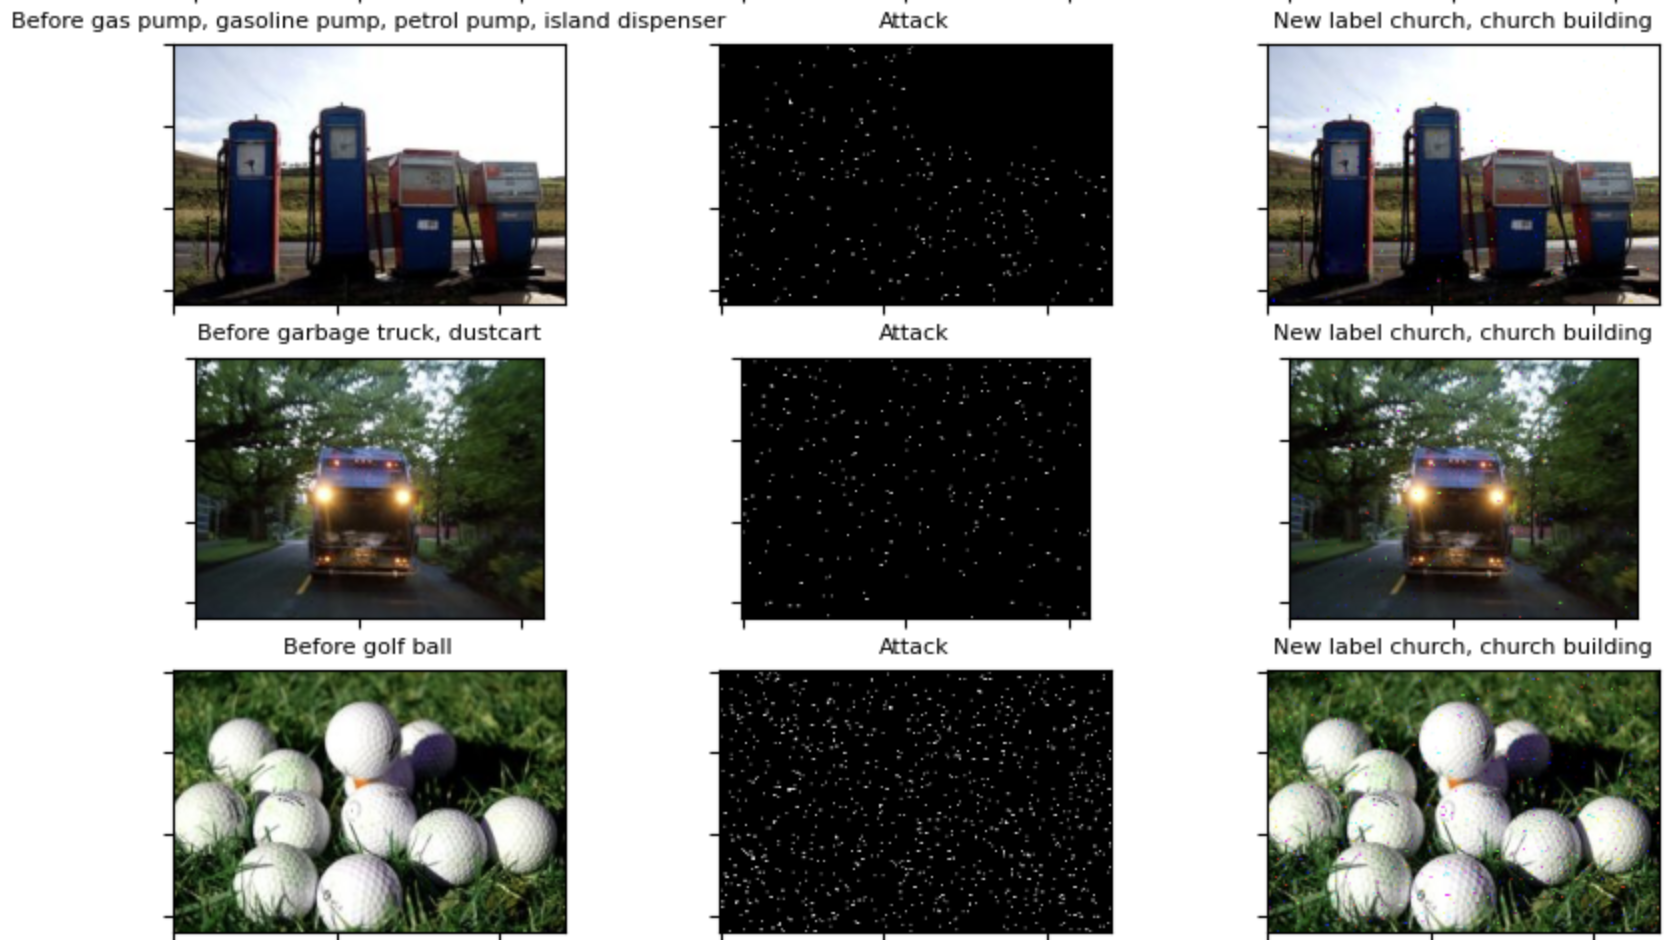 Before gas pump, gasoline pump, petrol pump, island dispenser
Attack
New label church, church building
Before garbage truck, dustcart
Attack
New label church, church building
Before golf ball
Attack
New label church, church building